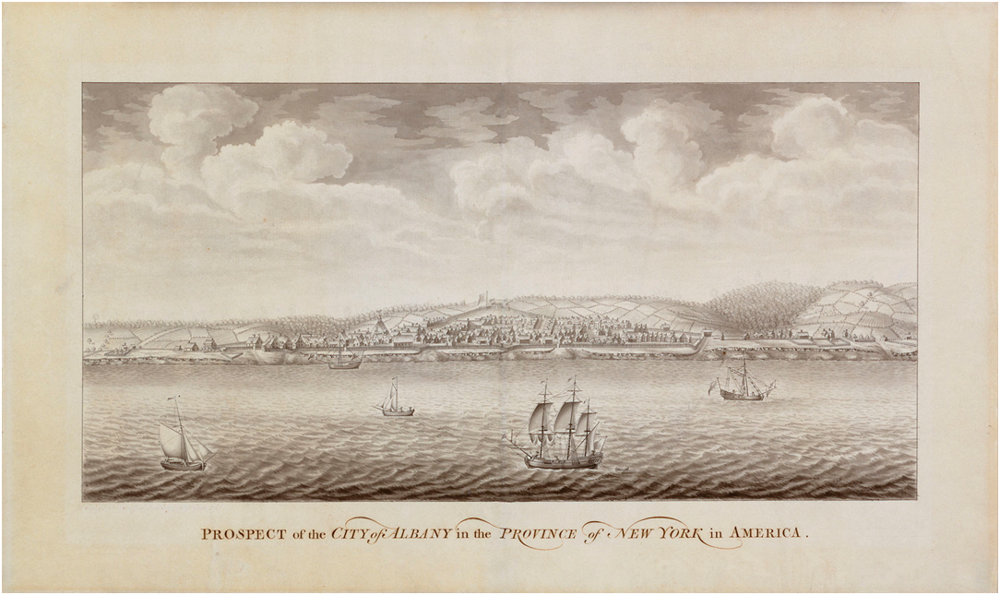 PROSPECT of the CITY of ALBANY in the PROVINCE of NEW YORK in AMERICA.